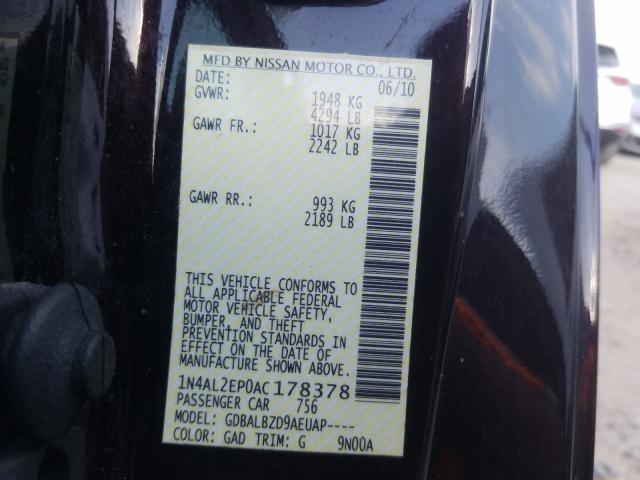 MFD BY NISSAN MOTOR CO., LTD.
DATE: 06/10
GVWR: 1948 KG
4294 LB
GAWR FR.: 1017 KG
2242 LB
GAWR RR.: 993 KG
2189 LB
THIS VEHICLE CONFORMS TO
ALL APPLICABLE FEDERAL
MOTOR VEHICLE SAFETY,
BUMPER, AND THEFT
PREVENTION STANDARDS IN
EFFECT ON THE DATE OF
MANUFACTURE SHOWN ABOVE.
1N4AL2EP0AC178378
PASSENGER CAR 756
MODEL: GDBALBZD9AEUAP----
COLOR: GAD TRIM: G 9N00A